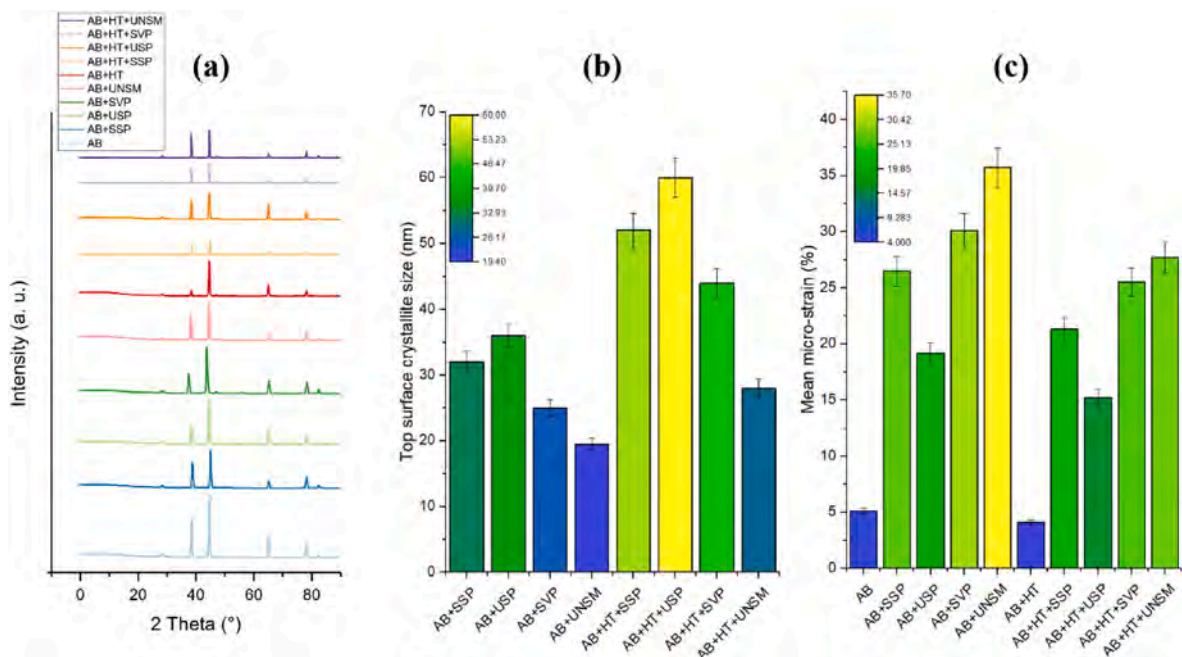 AB+HT+UNSM
AB+HT+SVP
AB+HT+USP
AB+HT+SSP
AB+HT
AB+UNSM
AB+SVP
AB+USP
AB+SSP
AB
(a)
Intensity (a. u.)
0 20 40 60 80
2 Theta (°)
(b)
60.00
53.23
46.47
39.70
32.93
26.17
19.40
Top surface crystallite size (nm)
70
60
50
40
30
20
10
0
AB+SSP
AB+USP
AB+SVP
AB+UNSM
AB+HT+SSP
AB+HT+USP
AB+HT+SVP
AB+HT+UNSM
(c)
35.70
30.42
25.13
19.85
14.57
9.283
4.000
Mean micro-strain (%)
40
35
30
25
20
15
10
5
0
AB
AB+SSP
AB+USP
AB+SVP
AB+UNSM
AB+HT
AB+HT+SSP
AB+HT+USP
AB+HT+SVP
AB+HT+UNSM